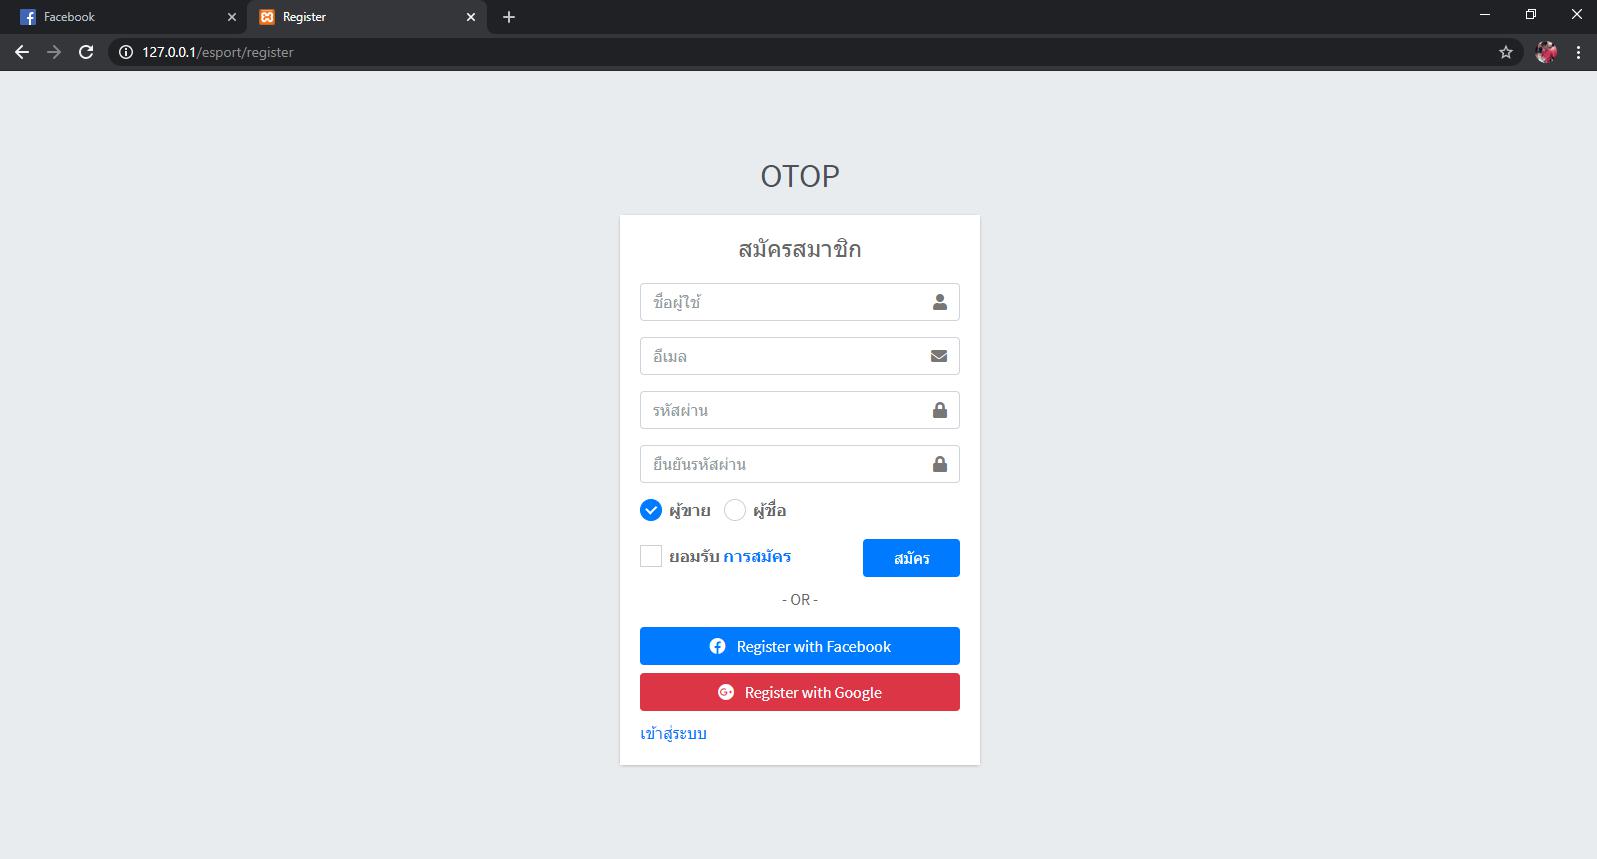 Facebook
Register
127.0.0.1/esport/register
OTOP
สมัครสมาชิก
ชื่อผู้ใช้
อีเมล
รหัสผ่าน
ยืนยันรหัสผ่าน
ผู้ขาย ผู้ชื่อ
ยอมรับ การสมัคร สมัคร
- OR -
Register with Facebook
Register with Google
เข้าสู่ระบบ